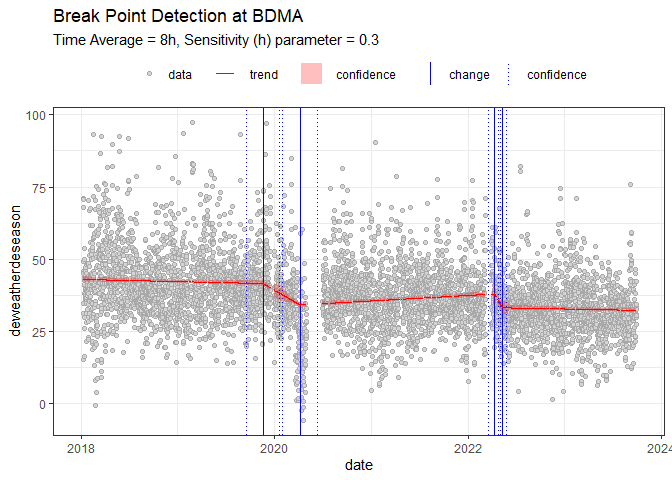 Break Point Detection at BDMA
Time Average = 8h, Sensitivity (h) parameter = 0.3
data trend confidence change confidence
100
75
50
25
0
deweatherdeseason
2018 2020 2022 2024
date